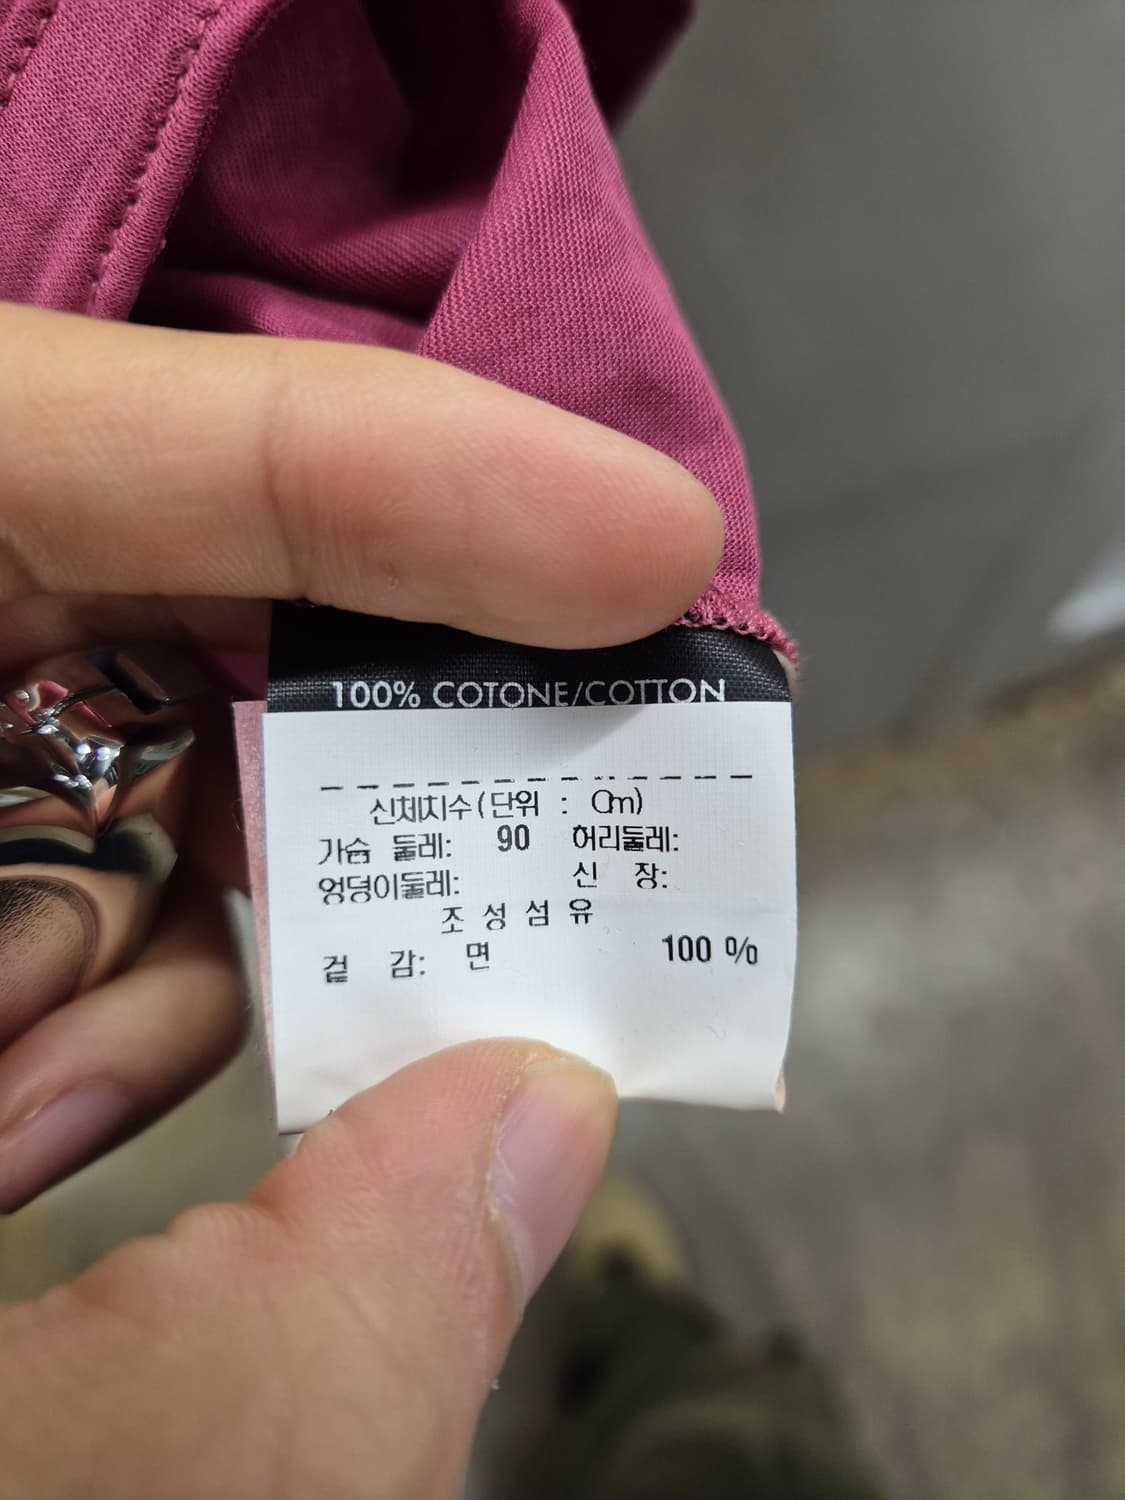 100% COTONE/COTTON
신체치수(단위 : Cm)
가슴 둘레: 90 허리둘레:
엉덩이둘레: 신 장:
조 성 섬 유
겉 감: 면 100 %